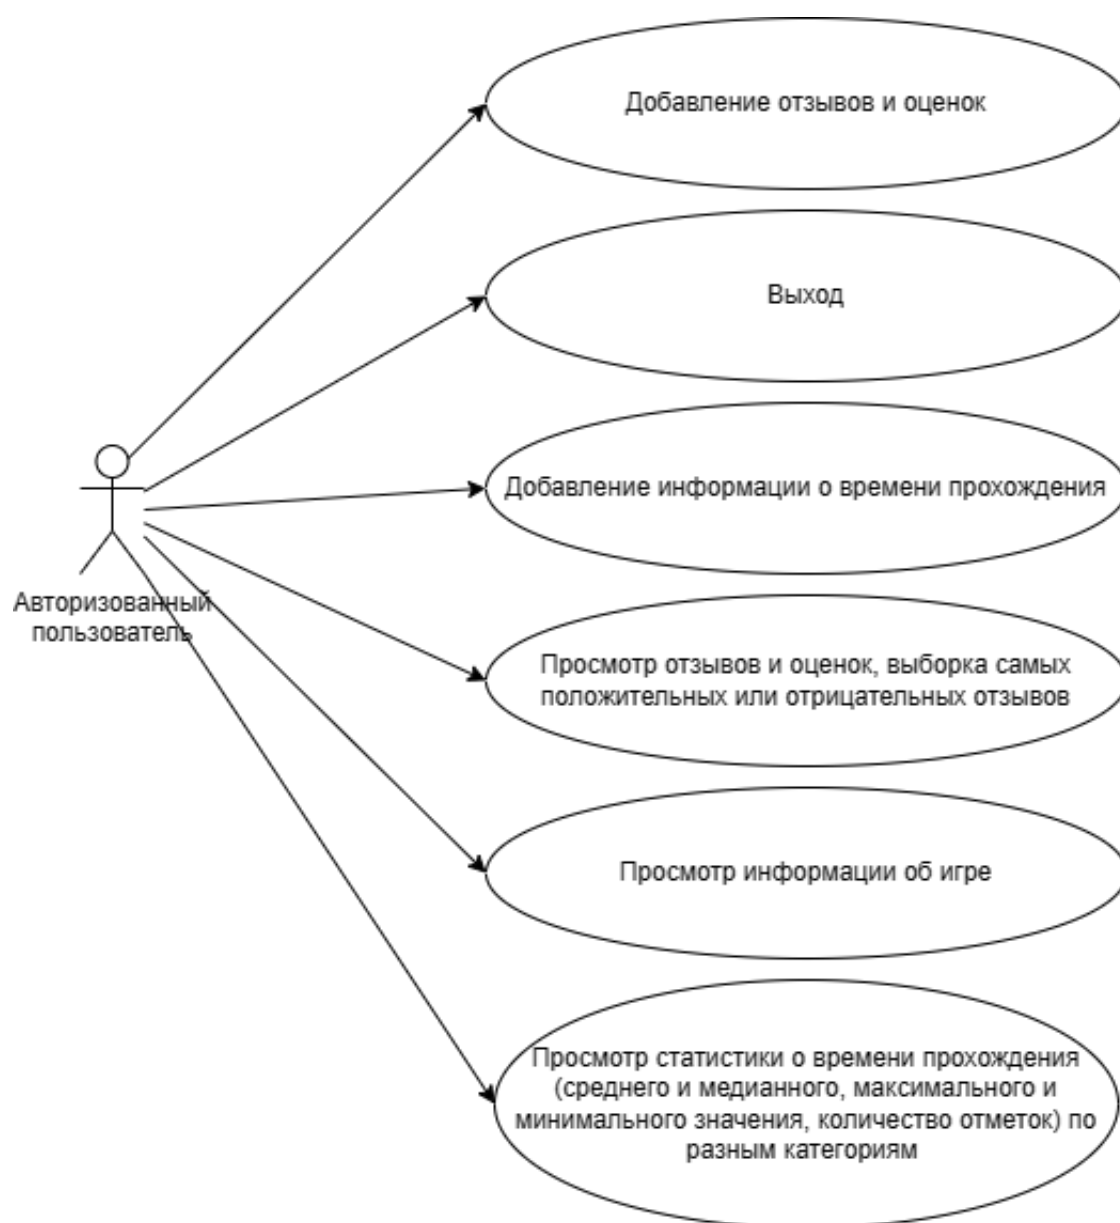 Добавление отзывов и оценок
Выход
Добавление информации о времени прохождения
Авторизованный
пользователь
Просмотр отзывов и оценок, выборка самых
положительных или отрицательных отзывов
Просмотр информации об игре
Просмотр статистики о времени прохождения
(среднего и медианного, максимального и
минимального значения, количество отметок) по
разным категориям